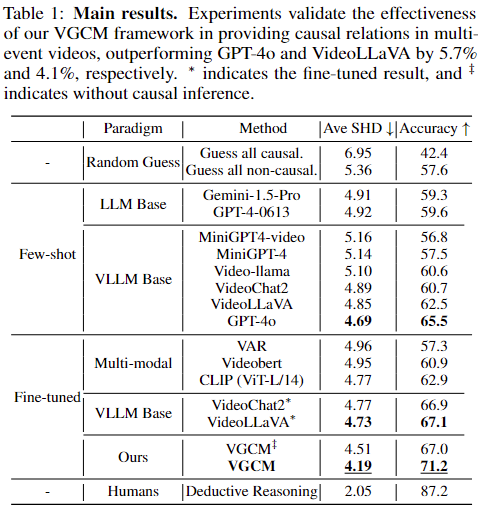 Table 1: Main results. Experiments validate the effectiveness
of our VGCM framework in providing causal relations in multi-
event videos, outperforming GPT-4o and VideoLLaVA by 5.7%
and 4.1%, respectively. * indicates the fine-tuned result, and ‡
indicates without causal inference.
Paradigm Method Ave SHD ↓ Accuracy ↑
- Random Guess Guess all causal. 6.95 42.4
Guess all non-causal. 5.36 57.6
Few-shot LLM Base Gemini-1.5-Pro 4.91 59.3
GPT-4-0613 4.92 59.6
VLLM Base MiniGPT4-video 5.16 56.8
MiniGPT-4 5.14 57.5
Video-llama 5.10 60.6
VideoChat2 4.89 60.7
VideoLLaVA 4.85 62.5
GPT-4o 4.69 65.5
Fine-tuned Multi-modal VAR 4.96 57.3
Videobert 4.95 60.9
CLIP (ViT-L/14) 4.77 62.9
VLLM Base VideoChat2* 4.77 66.9
VideoLLaVA* 4.73 67.1
Ours VGCM‡ 4.51 67.0
VGCM 4.19 71.2
- Humans Deductive Reasoning 2.05 87.2